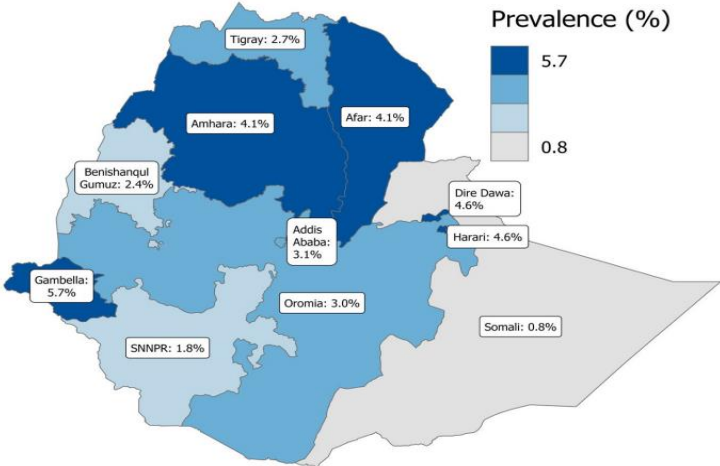 Prevalence (%)
5.7
0.8
Tigray: 2.7%
Amhara: 4.1%
Afar: 4.1%
Benishanqul
Gumuz: 2.4%
Dire Dawa:
4.6%
Addis
Ababa:
3.1%
Harari: 4.6%
Gambella:
5.7%
Oromia: 3.0%
Somali: 0.8%
SNNPR: 1.8%